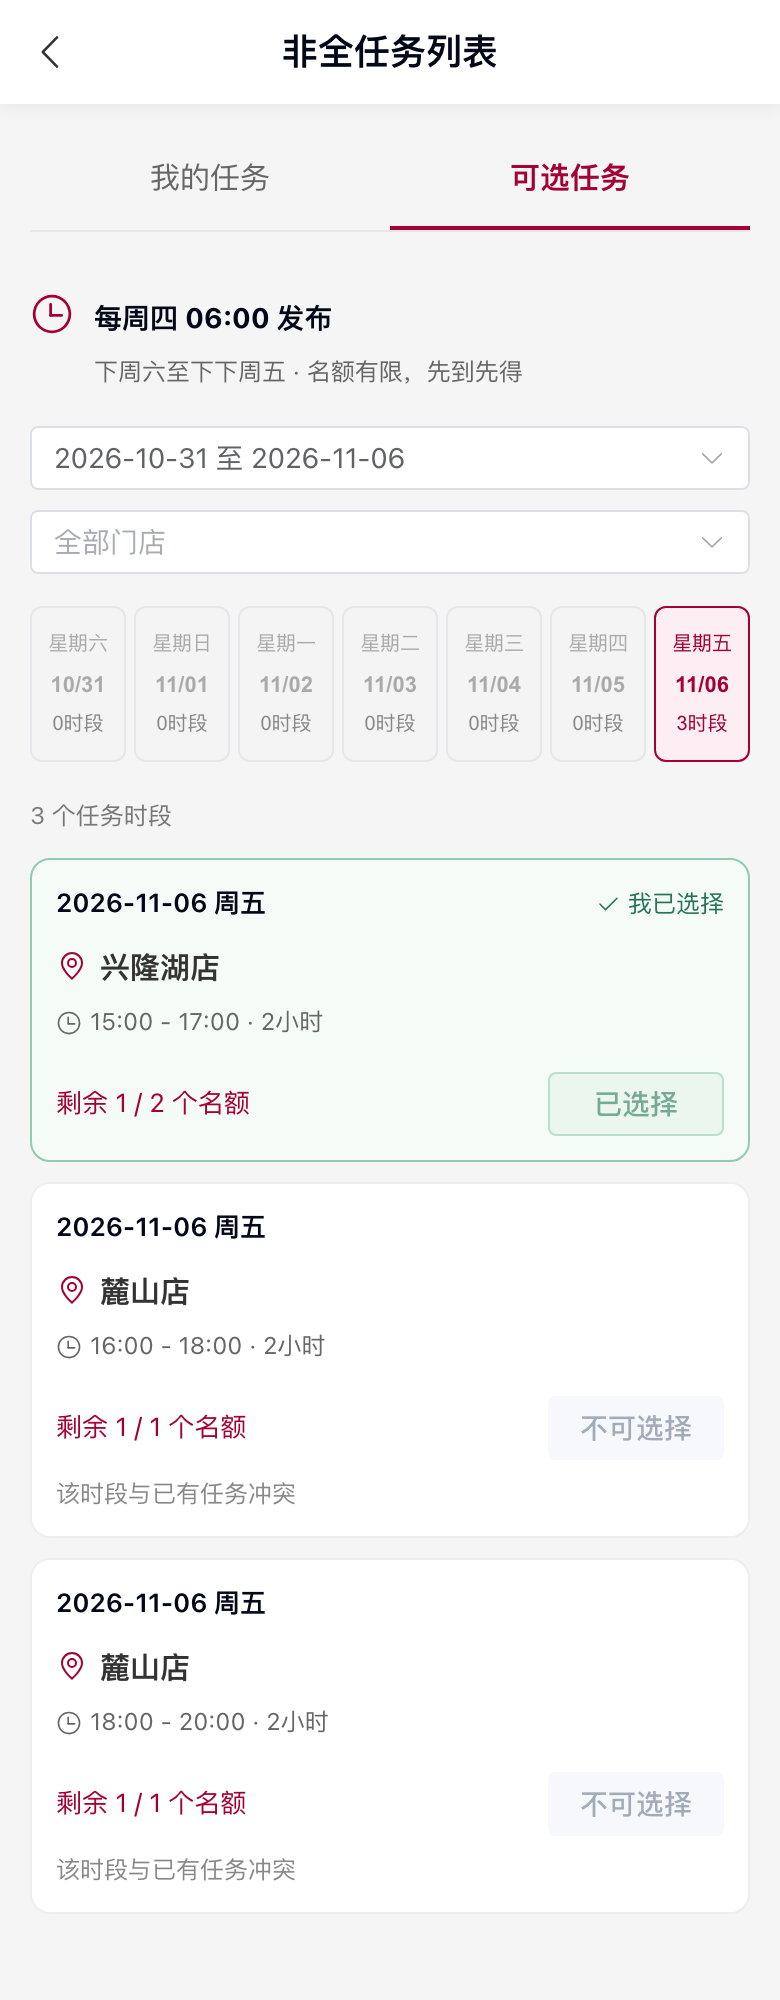 非全任务列表
我的任务 可选任务
每周四 06:00 发布
下周六至下下周五 · 名额有限，先到先得
2026-10-31 至 2026-11-06
全部门店
星期六 星期日 星期一 星期二 星期三 星期四 星期五
10/31 11/01 11/02 11/03 11/04 11/05 11/06
0时段 0时段 0时段 0时段 0时段 0时段 3时段
3 个任务时段
2026-11-06 周五 我已选择
兴隆湖店
15:00 - 17:00 · 2小时
剩余 1 / 2 个名额 已选择
2026-11-06 周五
麓山店
16:00 - 18:00 · 2小时
剩余 1 / 1 个名额 不可选择
该时段与已有任务冲突
2026-11-06 周五
麓山店
18:00 - 20:00 · 2小时
剩余 1 / 1 个名额 不可选择
该时段与已有任务冲突